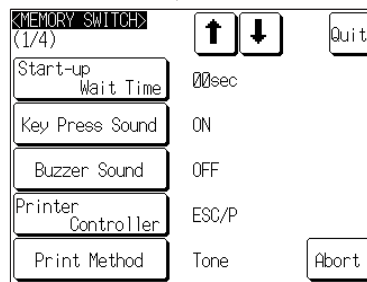 <MEMORY SWITCH>
(1/4)
↑ ↓ Quit
Start-up
Wait Time 00sec
Key Press Sound ON
Buzzer Sound OFF
Printer
Controller ESC/P
Print Method Tone Abort